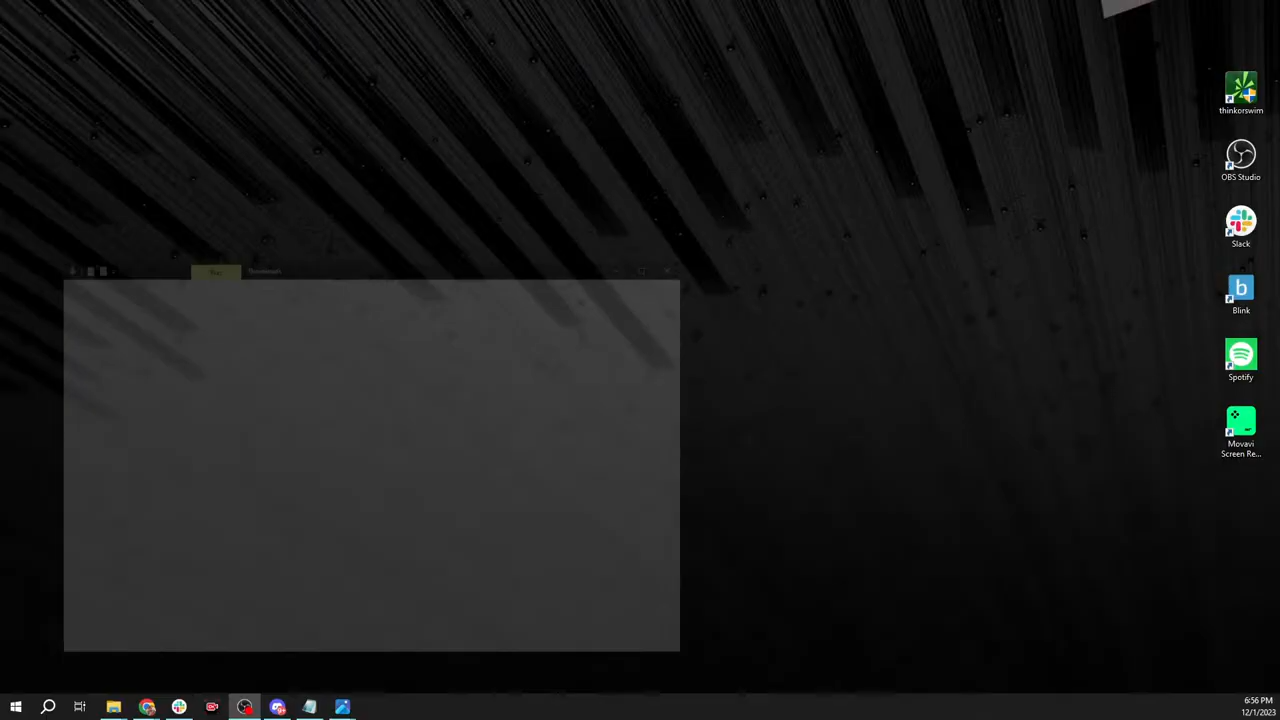 thinkorswim
OBS Studio
Slack
b
Blink
Spotify
Movavi
Screen Re...
6:56 PM
12/1/2023